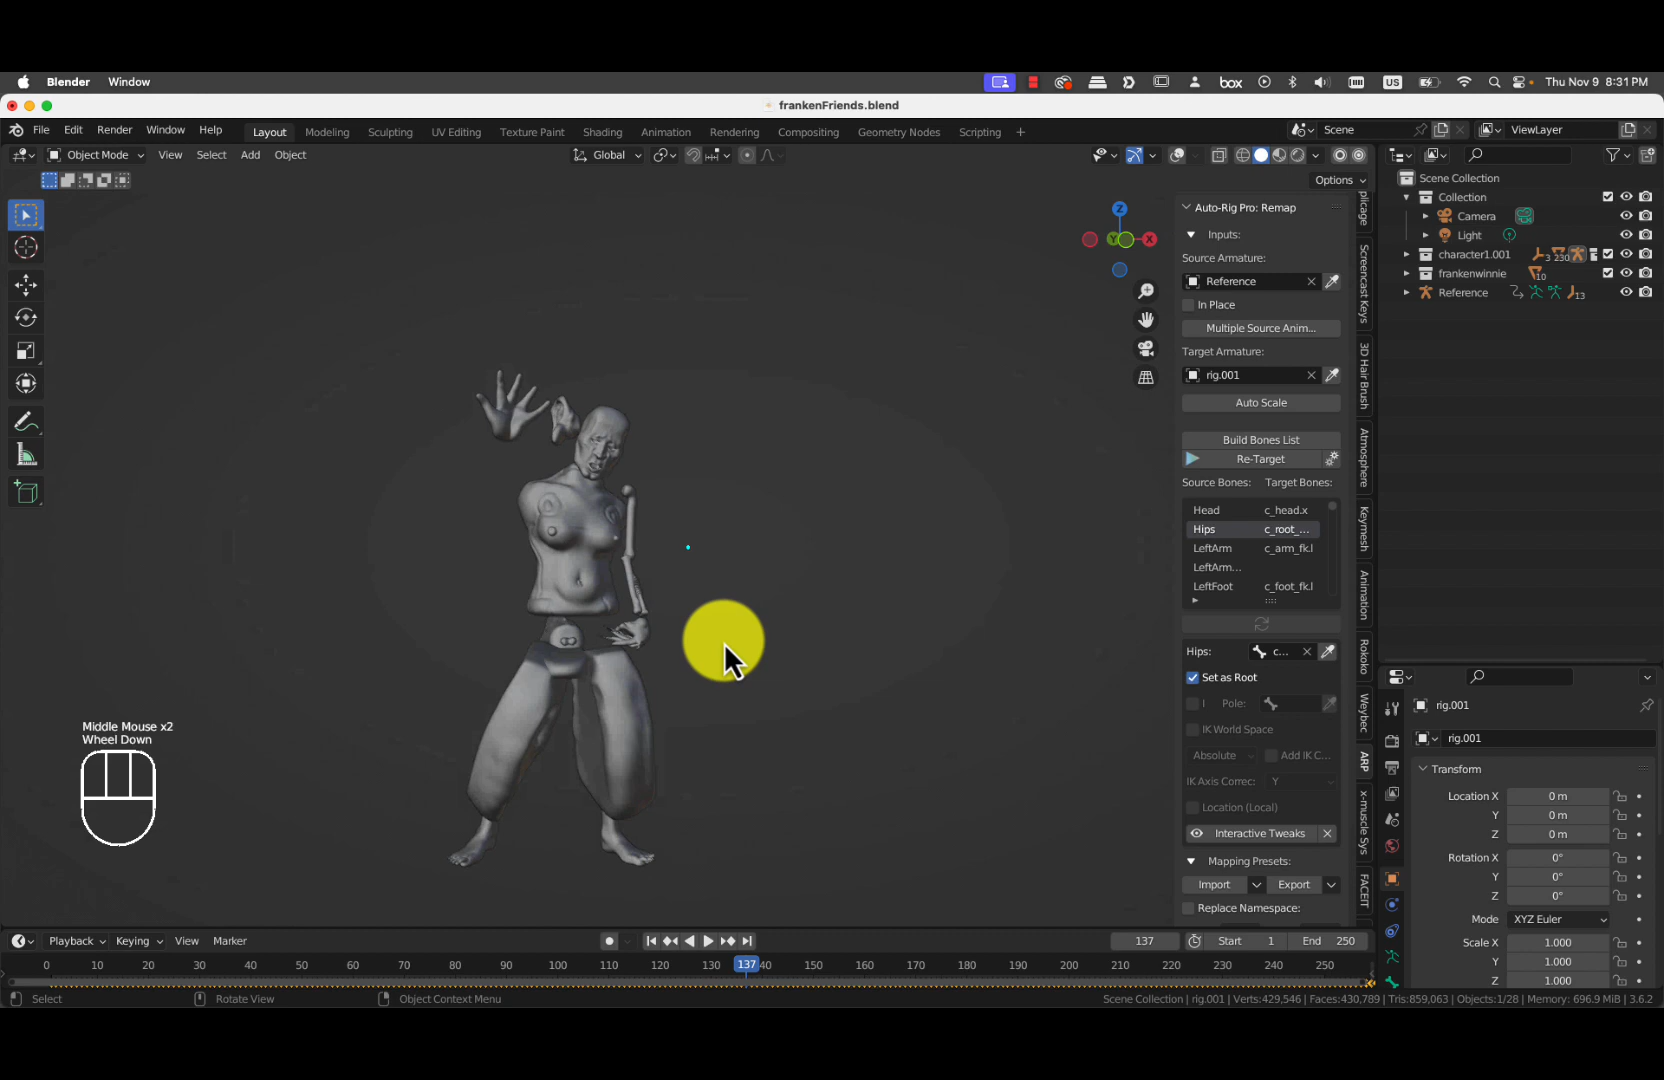 Blender Window
box US Thu Nov 9 8:31 PM
frankenFriends.blend
File Edit Render Window Help Layout Modeling Sculpting UV Editing Texture Paint Shading Animation Rendering Compositing Geometry Nodes Scripting + Scene ViewLayer
Object Mode View Select Add Object Global
Options
Auto-Rig Pro: Remap
Inputs:
Source Armature:
Reference
In Place
Multiple Source Anim...
Target Armature:
rig.001
Auto Scale
Build Bones List
Re-Target
Source Bones: Target Bones:
Head c_head.x
Hips c_root_...
LeftArm c_arm_fk.l
LeftArm...
LeftFoot c_foot_fk.l
Hips: c...
Set as Root
I Pole:
IK World Space
Absolute Add IK C...
IK Axis Correc: Y
Location (Local)
Interactive Tweaks
Mapping Presets:
Import Export
Replace Namespace:
plicage
Screencast Keys
3D Hair Brush
Atmosphere
Keymesh
Animation
Rokoko
Weybec
ARP
x-muscle Sys
FACEIT
Z
Y X
Scene Collection
Collection
Camera
Light
character1.001 3 230
frankenwinnie 10
Reference 13
rig.001
rig.001
Transform
Location X 0 m
Y 0 m
Z 0 m
Rotation X 0°
Y 0°
Z 0°
Mode XYZ Euler
Scale X 1.000
Y 1.000
Z 1.000
Middle Mouse x2
Wheel Down
Playback Keying View Marker 137 Start 1 End 250
0 10 20 30 40 50 60 70 80 90 100 110 120 130 137 40 150 160 170 180 190 200 210 220 230 240 250
Select Rotate View Object Context Menu Scene Collection | rig.001 | Verts:429,546 | Faces:430,789 | Tris:859,063 | Objects:1/28 | Memory: 696.9 MiB | 3.6.2